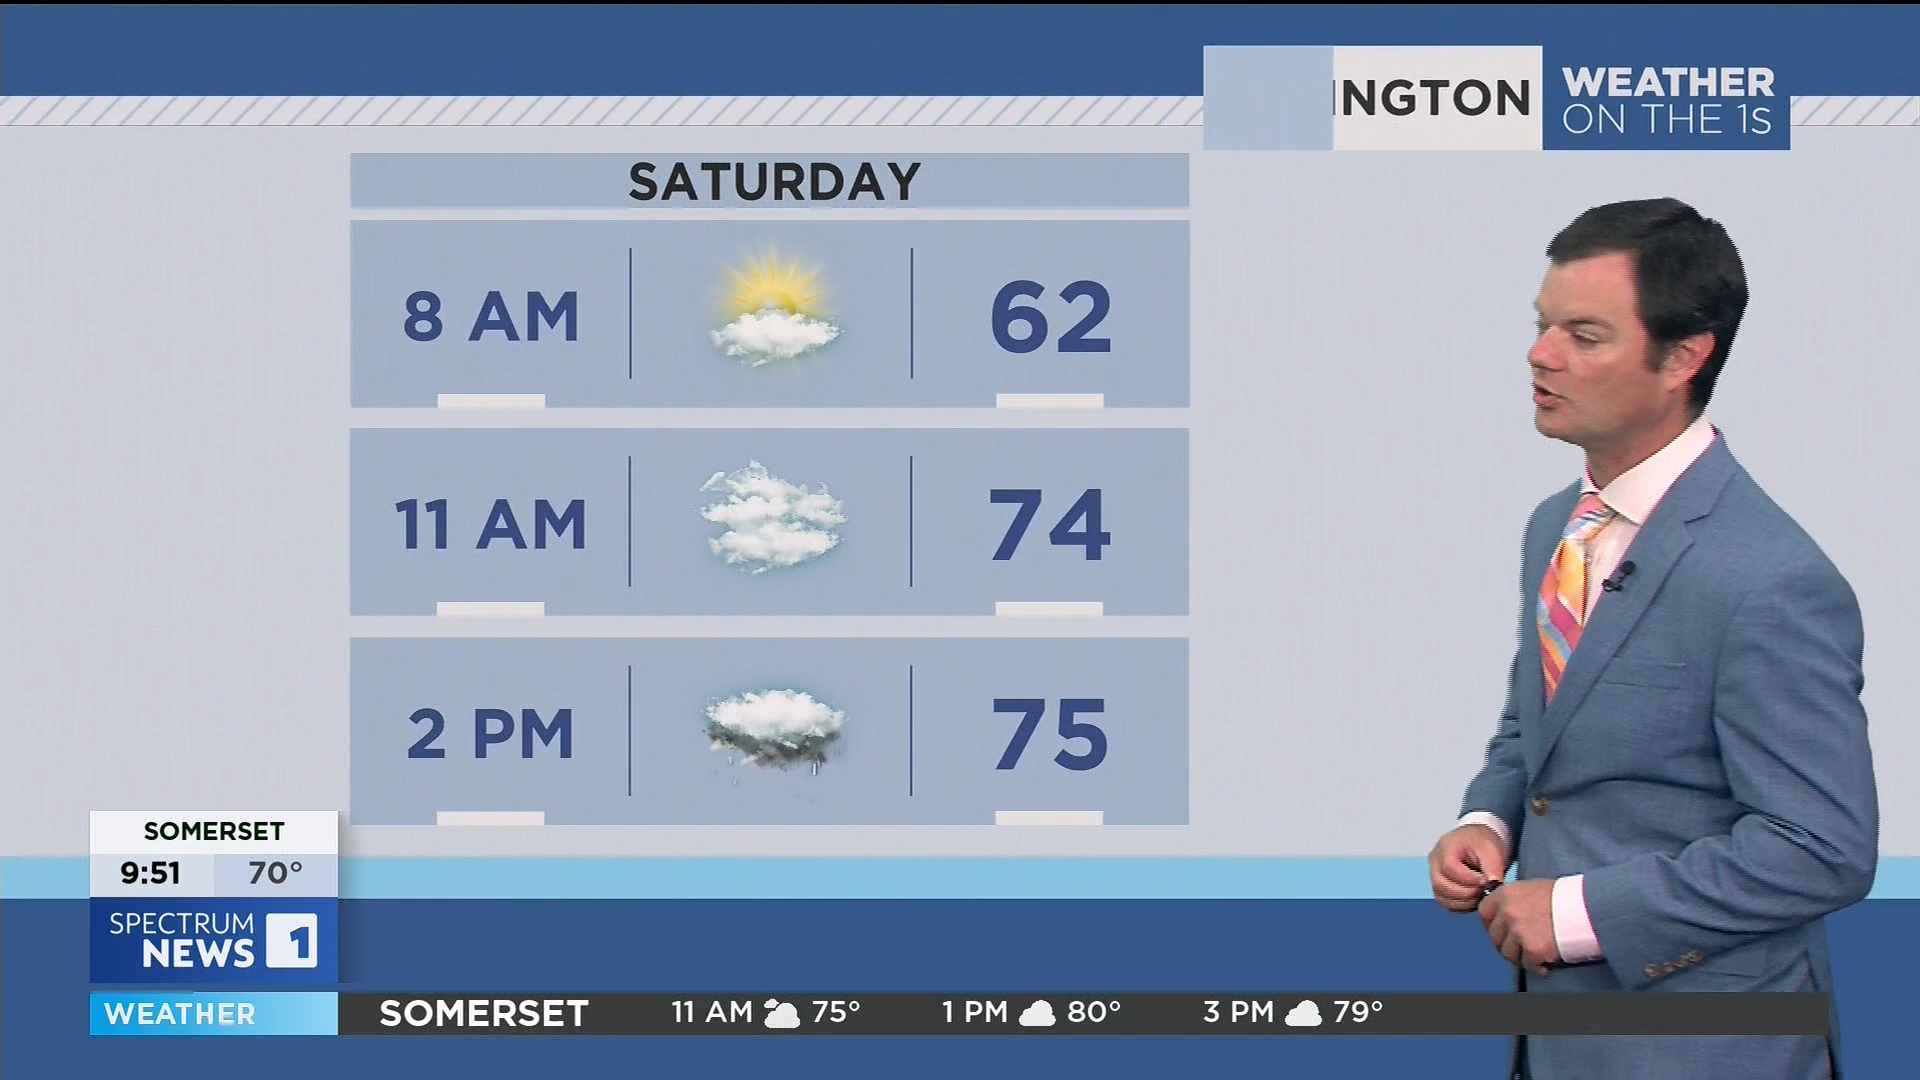 INGTON
WEATHER
ON THE 1S
SATURDAY
8 AM 62
11 AM 74
2 PM 75
SOMERSET
9:51 70°
SPECTRUM
NEWS 1
WEATHER SOMERSET 11 AM 75° 1 PM 80° 3 PM 79°